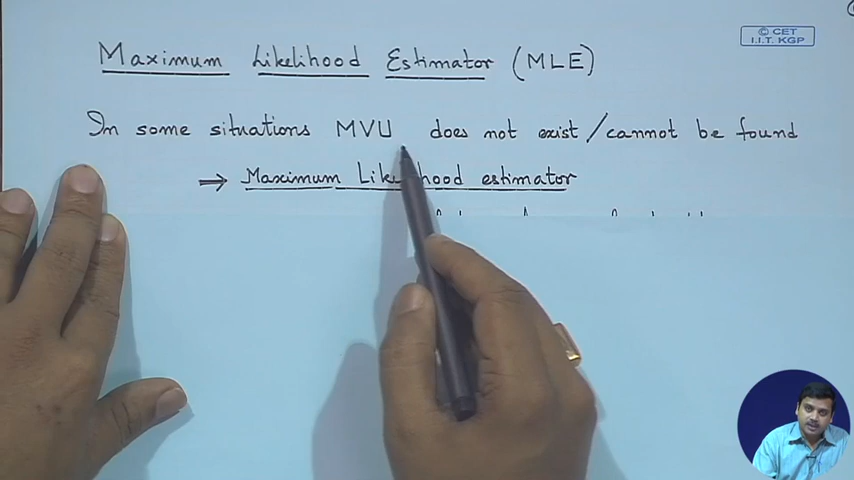 © CET
I.I.T. KGP
Maximum Likelihood Estimator (MLE)
In some situations MVU does not exist/cannot be found
⇒ Maximum Likelihood estimator